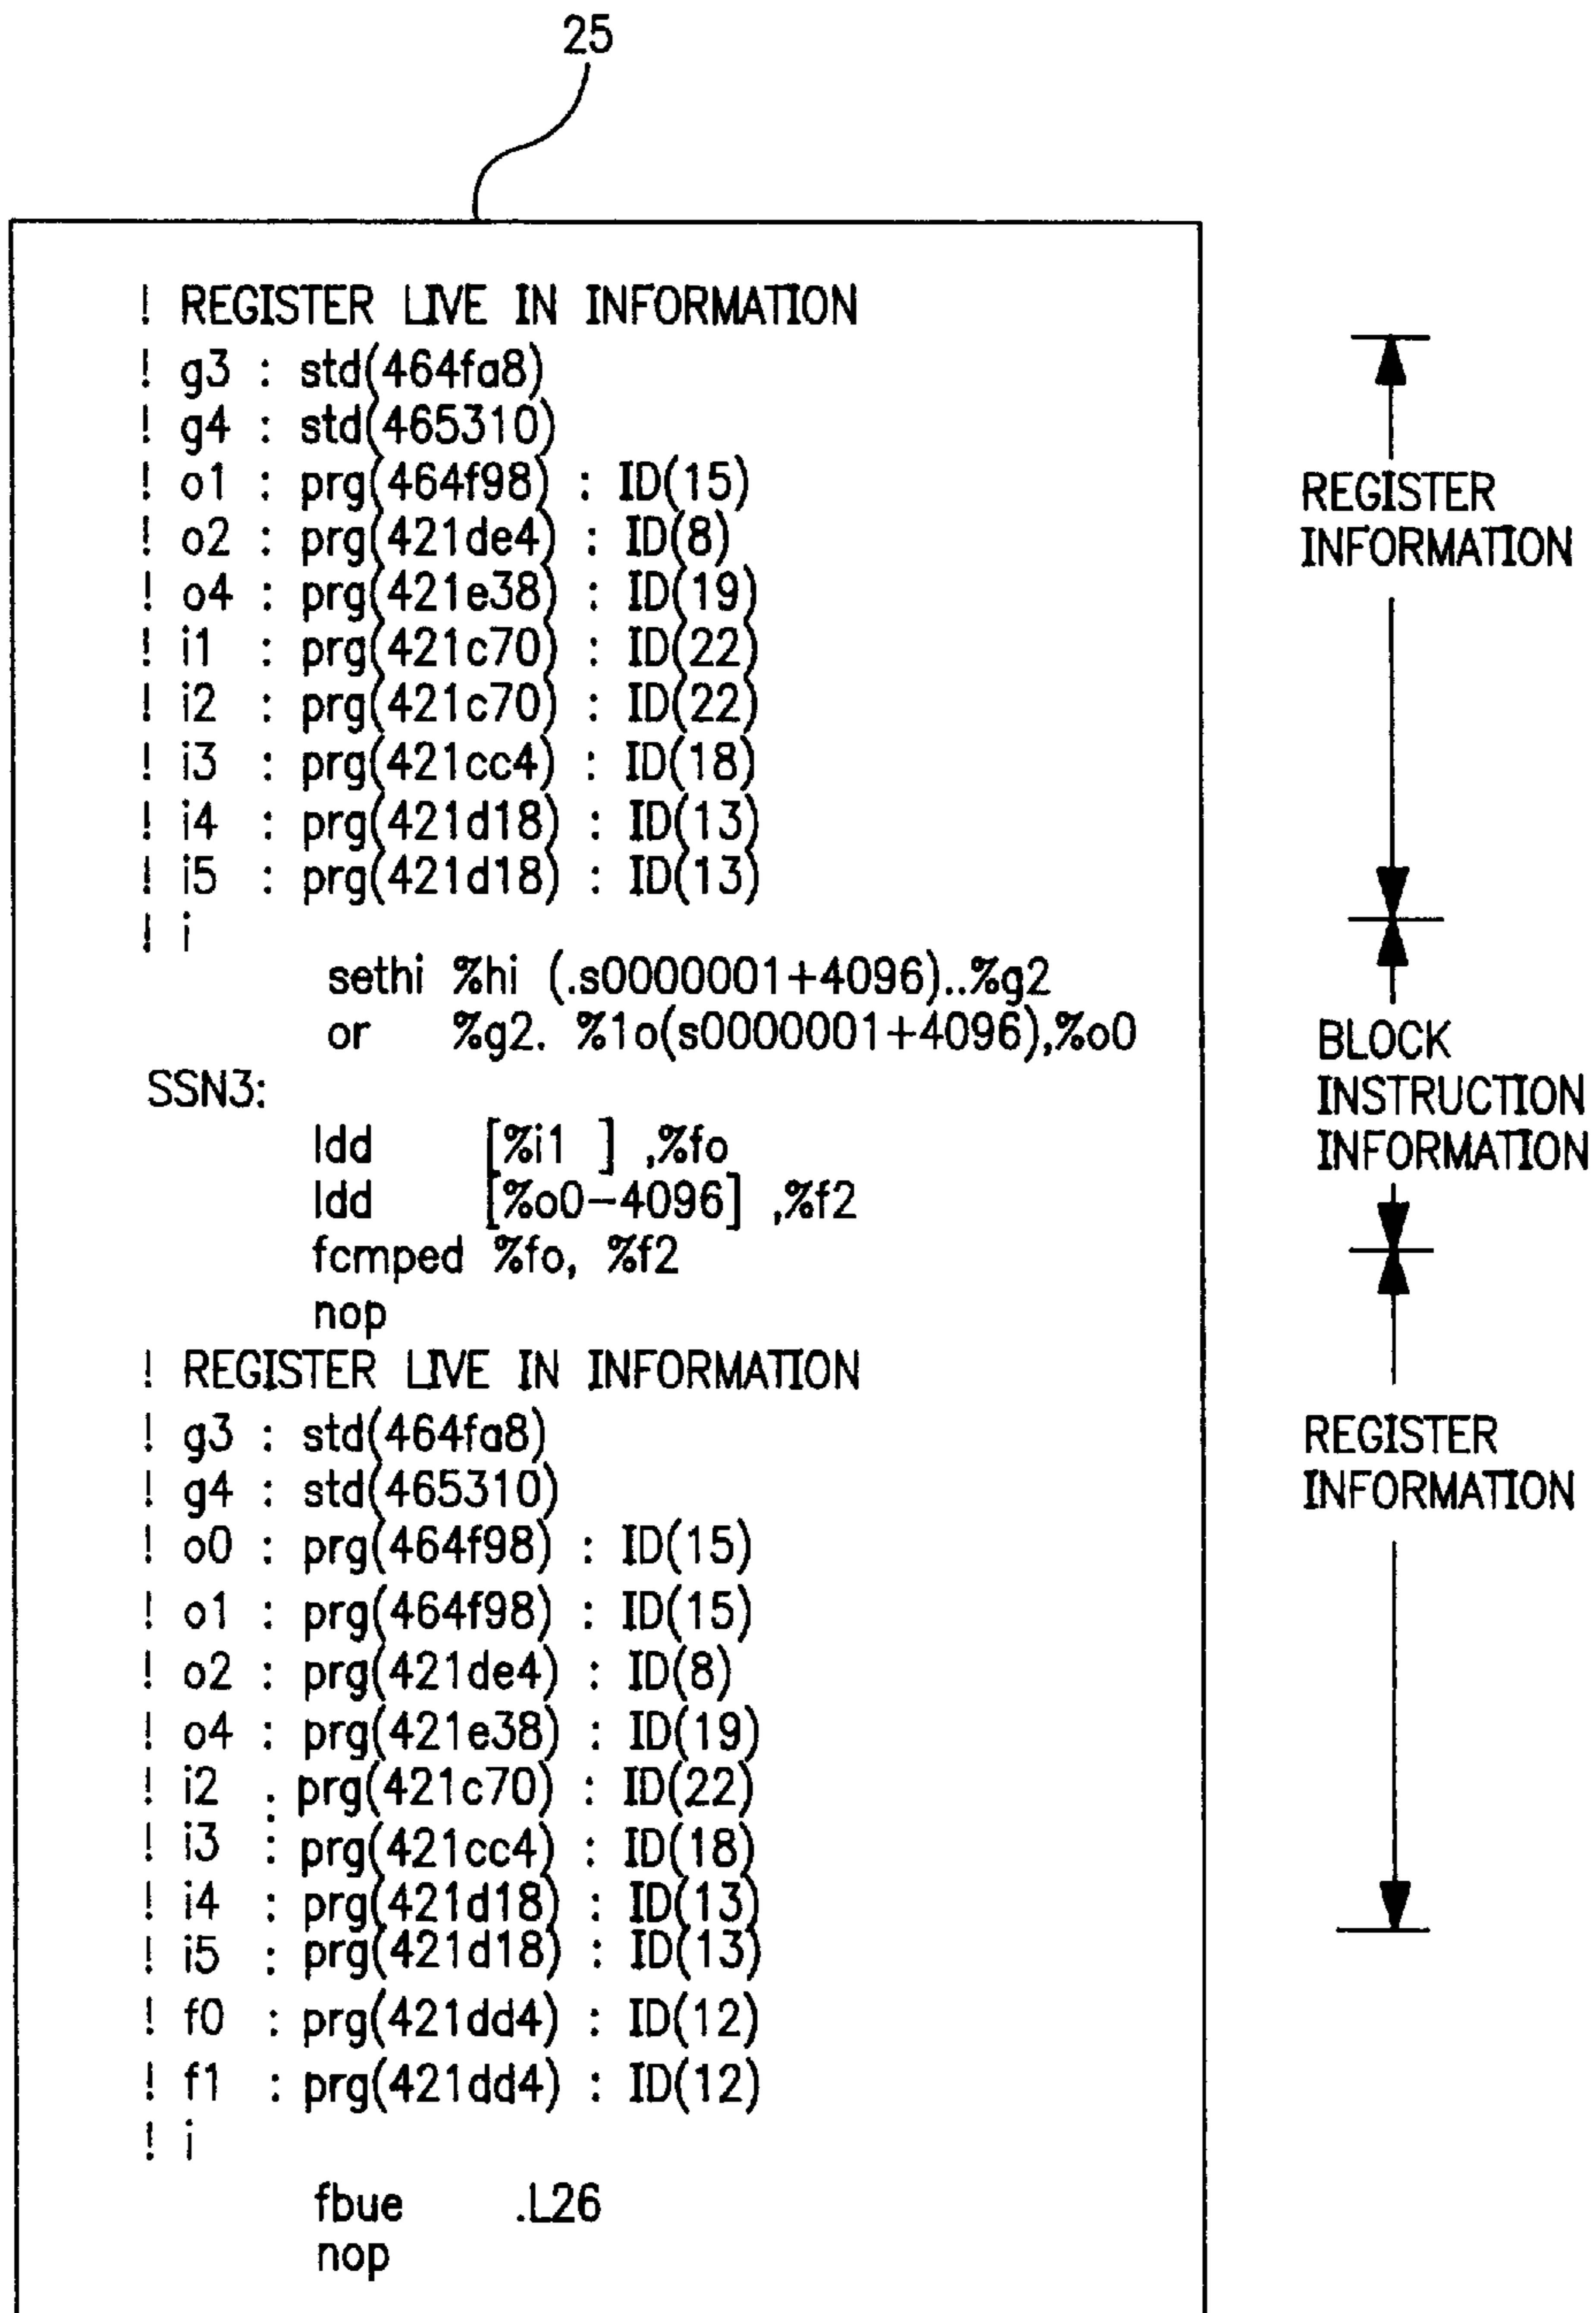 25
! REGISTER LIVE IN INFORMATION
! g3 : std(464fa8)
! g4 : std(465310)
! o1 : prg(464f98) : ID(15)
! o2 : prg(421de4) : ID(8)
! o4 : prg(421e38) : ID(19)
! i1 : prg(421c70) : ID(22)
! i2 : prg(421c70) : ID(22)
! i3 : prg(421cc4) : ID(18)
! i4 : prg(421d18) : ID(13)
! i5 : prg(421d18) : ID(13)
! i
sethi %hi (.s0000001+4096)..%g2
or %g2. %1o(s0000001+4096),%o0
SSN3:
ldd [%i1 ] ,%fo
ldd [%o0-4096] ,%f2
fcmped %fo, %f2
nop
! REGISTER LIVE IN INFORMATION
! g3 : std(464fa8)
! g4 : std(465310)
! o0 : prg(464f98) : ID(15)
! o1 : prg(464f98) : ID(15)
! o2 : prg(421de4) : ID(8)
! o4 : prg(421e38) : ID(19)
! i2 : prg(421c70) : ID(22)
! i3 : prg(421cc4) : ID(18)
! i4 : prg(421d18) : ID(13)
! i5 : prg(421d18) : ID(13)
! f0 : prg(421dd4) : ID(12)
! f1 : prg(421dd4) : ID(12)
! i
fbue .L26
nop
REGISTER
INFORMATION
BLOCK
INSTRUCTION
INFORMATION
REGISTER
INFORMATION